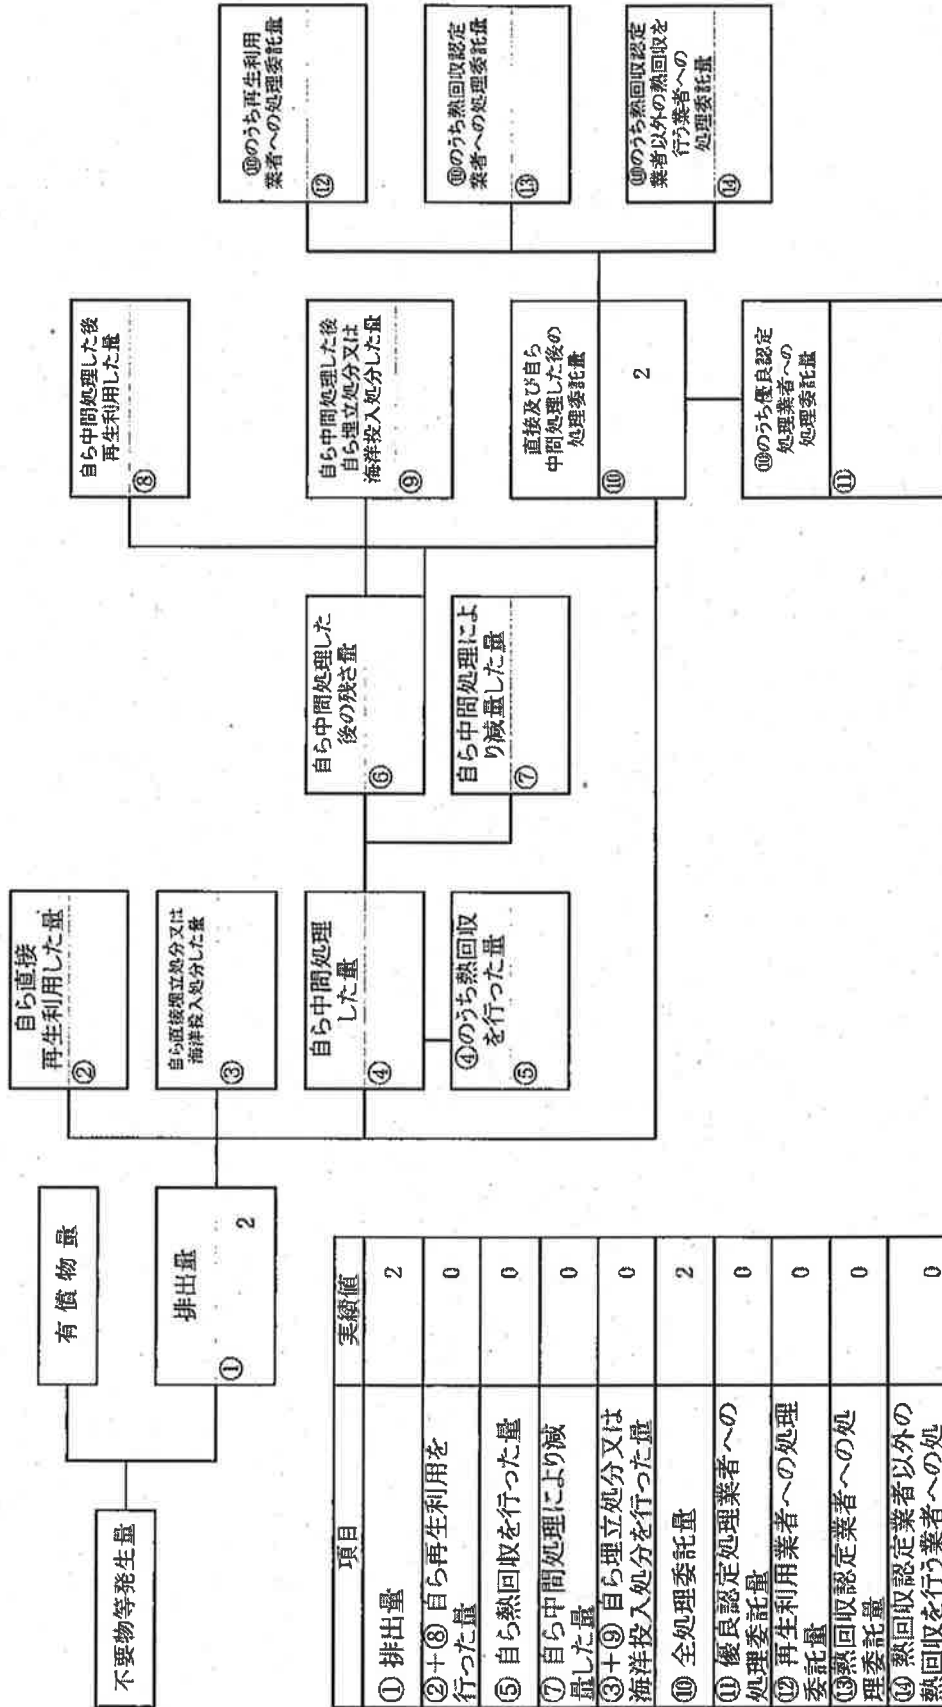 不要物等発生量
有償物量
排出量
① 2
自ら直接
再生利用した量
②
自ら直接埋立処分又は
海洋投入処分した量
③
自ら中間処理
した量
④
④のうち熱回収
を行った量
⑤
自ら中間処理した
後の残さ量
⑥
自ら中間処理によ
り減量した量
⑦
自ら中間処理した後
再生利用した量
⑧
自ら中間処理した後
自ら埋立処分又は
海洋投入処分した量
⑨
直接及び自ら
中間処理した後の
処理委託量
⑩ 2
⑩のうち優良認定
処理業者への
処理委託量
⑪
⑩のうち再生利用
業者への処理委託量
⑫
⑩のうち熱回収認定
業者への処理委託量
⑬
⑩のうち熱回収認定
業者以外の熱回収を
行う業者への
処理委託量
⑭
項目 実績値
① 排出量 2
②+⑧ 自ら再生利用を
行った量 0
⑤ 自ら熱回収を行った量 0
⑦ 自ら中間処理により減
量した量 0
③+⑨ 自ら埋立処分又は
海洋投入処分を行った量 0
⑩ 全処理委託量 2
⑪ 優良認定処理業者への
処理委託量 0
⑫ 再生利用業者への処理
委託量 0
⑬熱回収認定業者への処
理委託量 0
⑭ 熱回収認定業者以外の
熱回収を行う業者への処 0